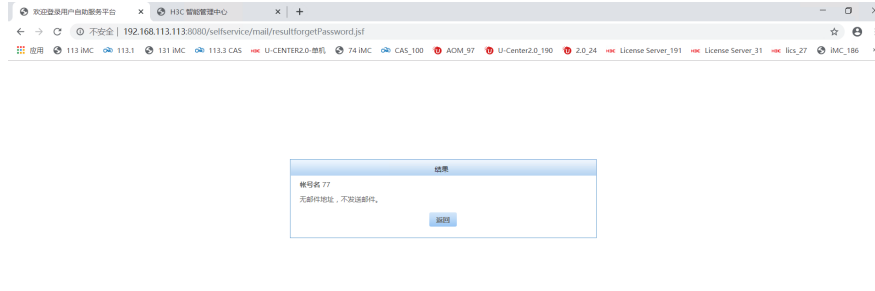 欢迎登录用户自助服务平台 × H3C 智能管理中心 × +
不安全 | 192.168.113.113:8080/selfservice/mail/resultforgetPassword.jsf
应用 113 iMC 113.1 131 iMC 113.3 CAS H3C U-CENTER2.0-单机 74 iMC CAS_100 AOM_97 U-Center2.0_190 2.0_24 H3C License Server_191 H3C License Server_31 H3C lics_27 iMC_186
结果
帐号名 77
无邮件地址，不发送邮件。
返回